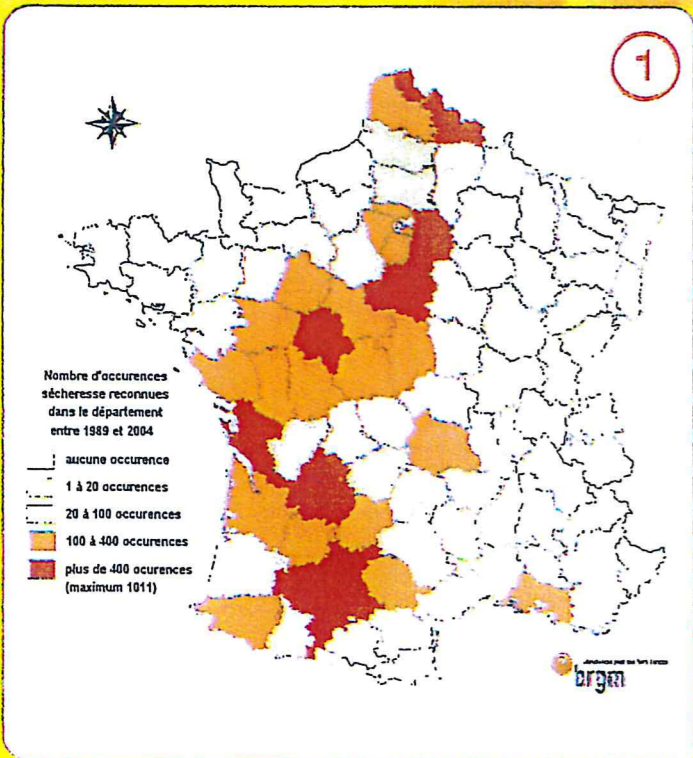 1
Nombre d'occurences
sécheresse reconnues
dans le département
entre 1989 et 2004
aucune occurence
1 à 20 occurences
20 à 100 occurences
100 à 400 occurences
plus de 400 ocurences
(maximum 1011)
brgm